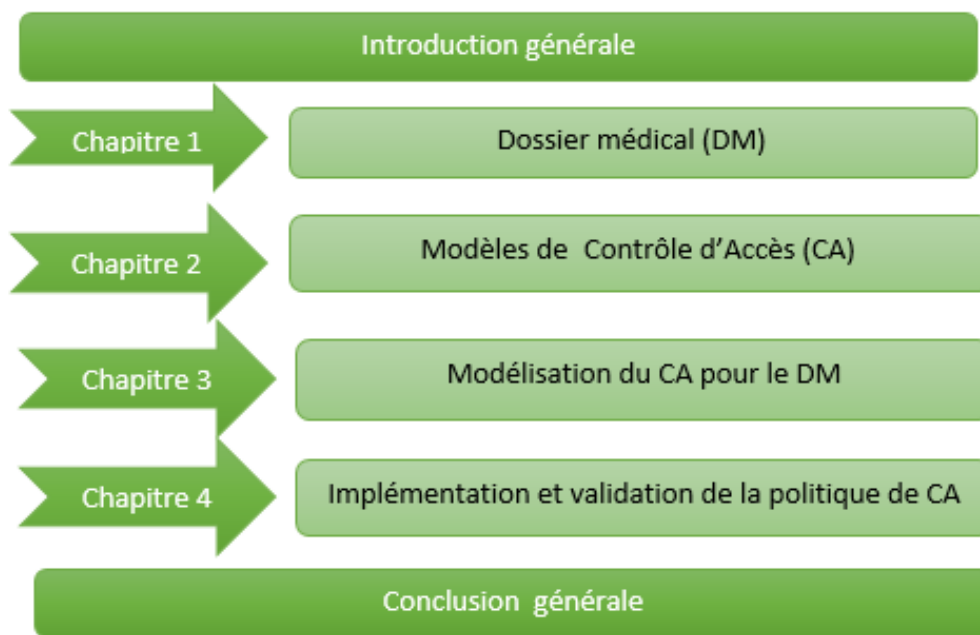 Introduction générale
Chapitre 1
Dossier médical (DM)
Chapitre 2
Modèles de Contrôle d'Accès (CA)
Chapitre 3
Modélisation du CA pour le DM
Chapitre 4
Implémentation et validation de la politique de CA
Conclusion générale